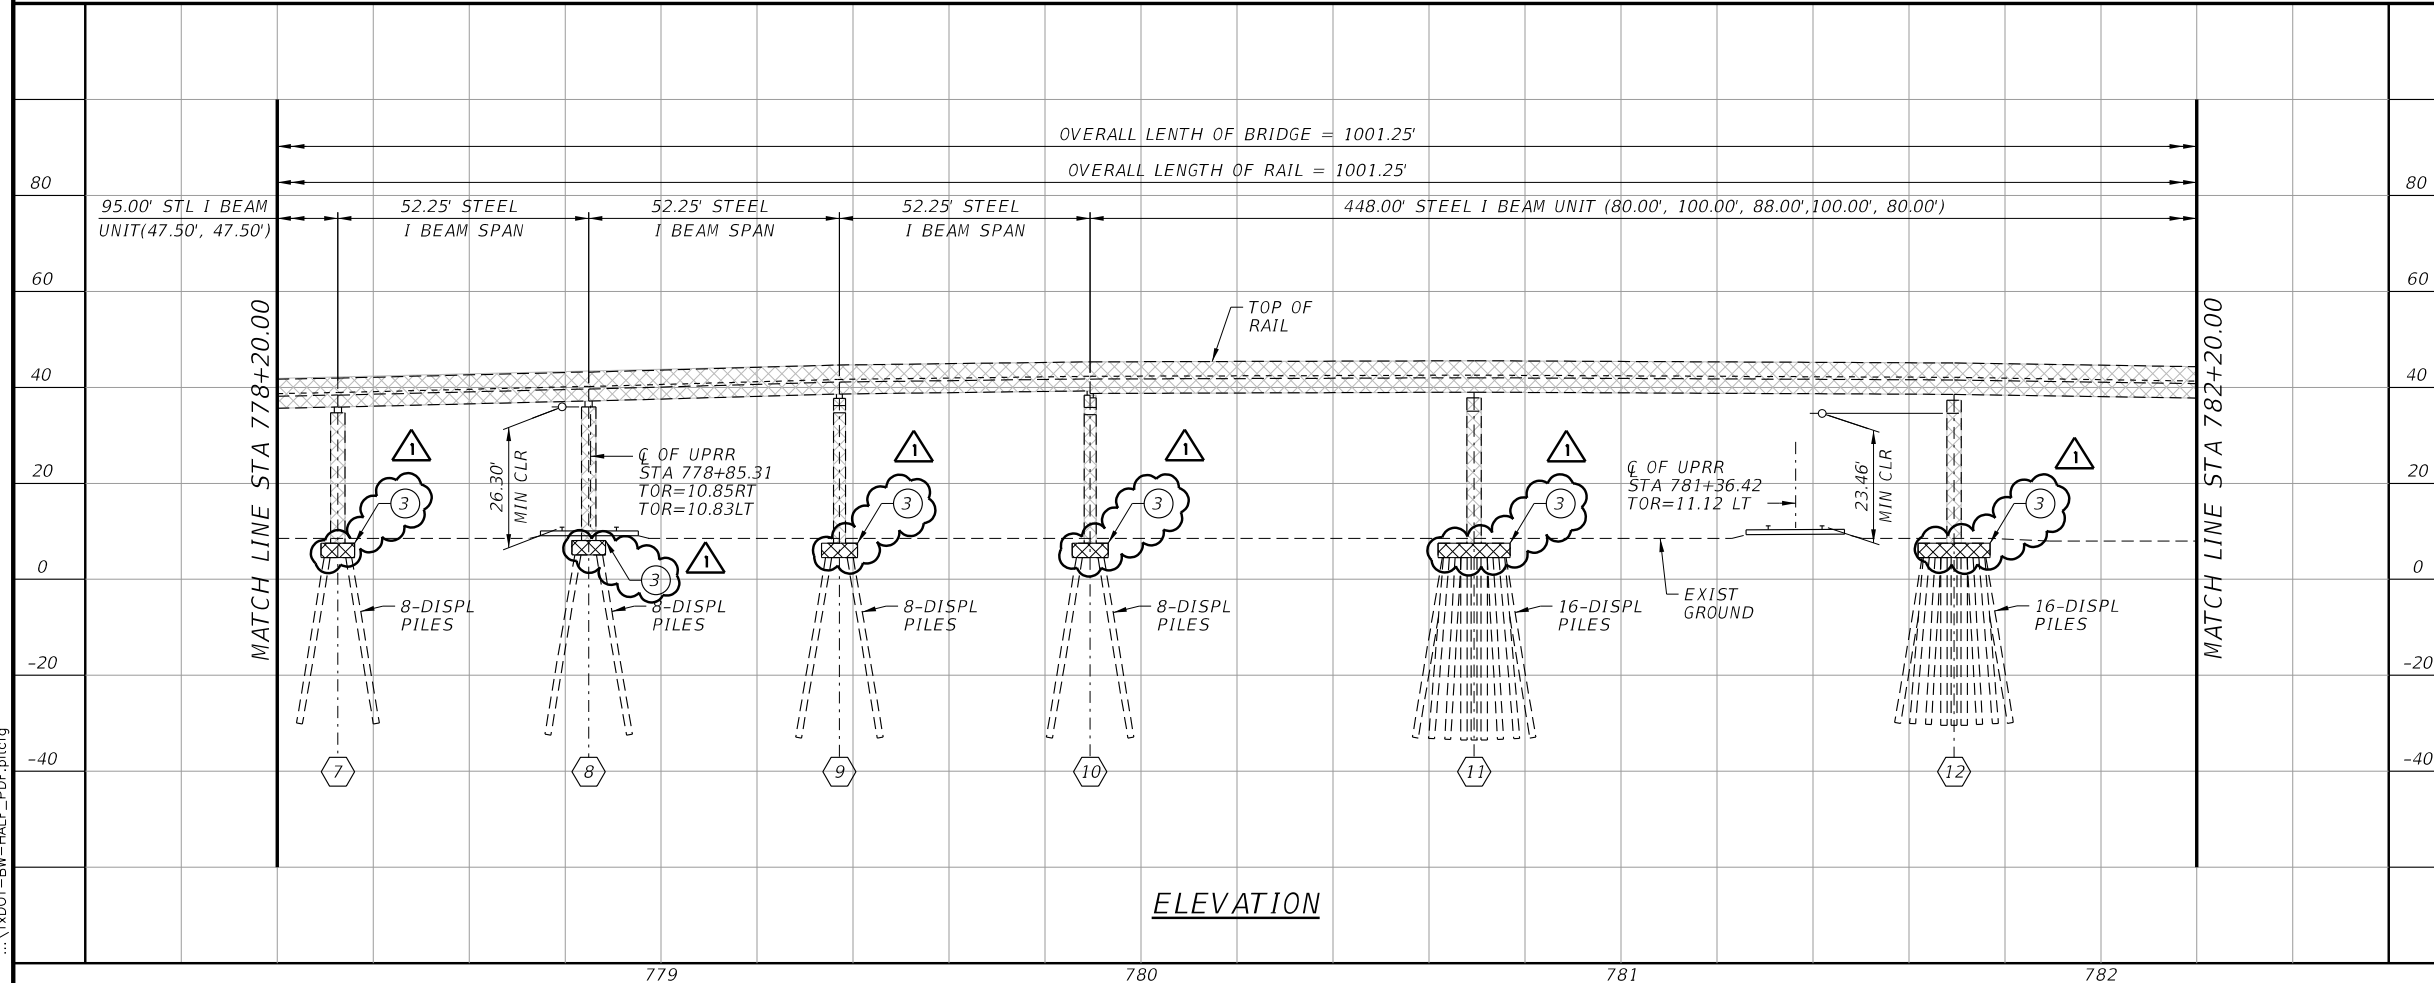 OVERALL LENTH OF BRIDGE = 1001.25'
OVERALL LENGTH OF RAIL = 1001.25'
95.00' STL I BEAM
UNIT(47.50', 47.50')
52.25' STEEL
I BEAM SPAN
52.25' STEEL
I BEAM SPAN
52.25' STEEL
I BEAM SPAN
448.00' STEEL I BEAM UNIT (80.00', 100.00', 88.00',100.00', 80.00')
80
60
40
20
0
-20
-40
80
60
40
20
0
-20
-40
MATCH LINE STA 778+20.00
MATCH LINE STA 782+20.00
TOP OF
RAIL
1
1
1
1
1
1
3
3
3
3
3
3
26.30'
MIN CLR
℄ OF UPRR
STA 778+85.31
TOR=10.85RT
TOR=10.83LT
℄ OF UPRR
STA 781+36.42
TOR=11.12 LT
23.46'
MIN CLR
8-DISPL
PILES
8-DISPL
PILES
8-DISPL
PILES
8-DISPL
PILES
16-DISPL
PILES
EXIST
GROUND
16-DISPL
PILES
7
8
9
10
11
12
ELEVATION
779
780
781
782
...\TxDOT-BW-HALF_PDF.pltcfg